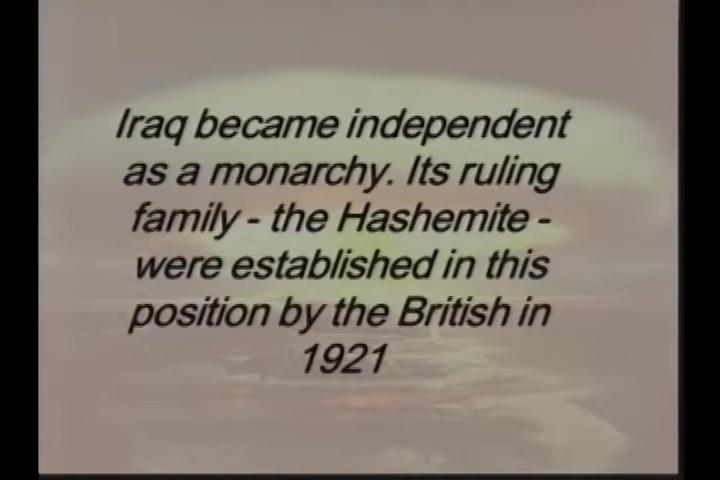 Iraq became independent
as a monarchy. Its ruling
family - the Hashemite -
were established in this
position by the British in
1921